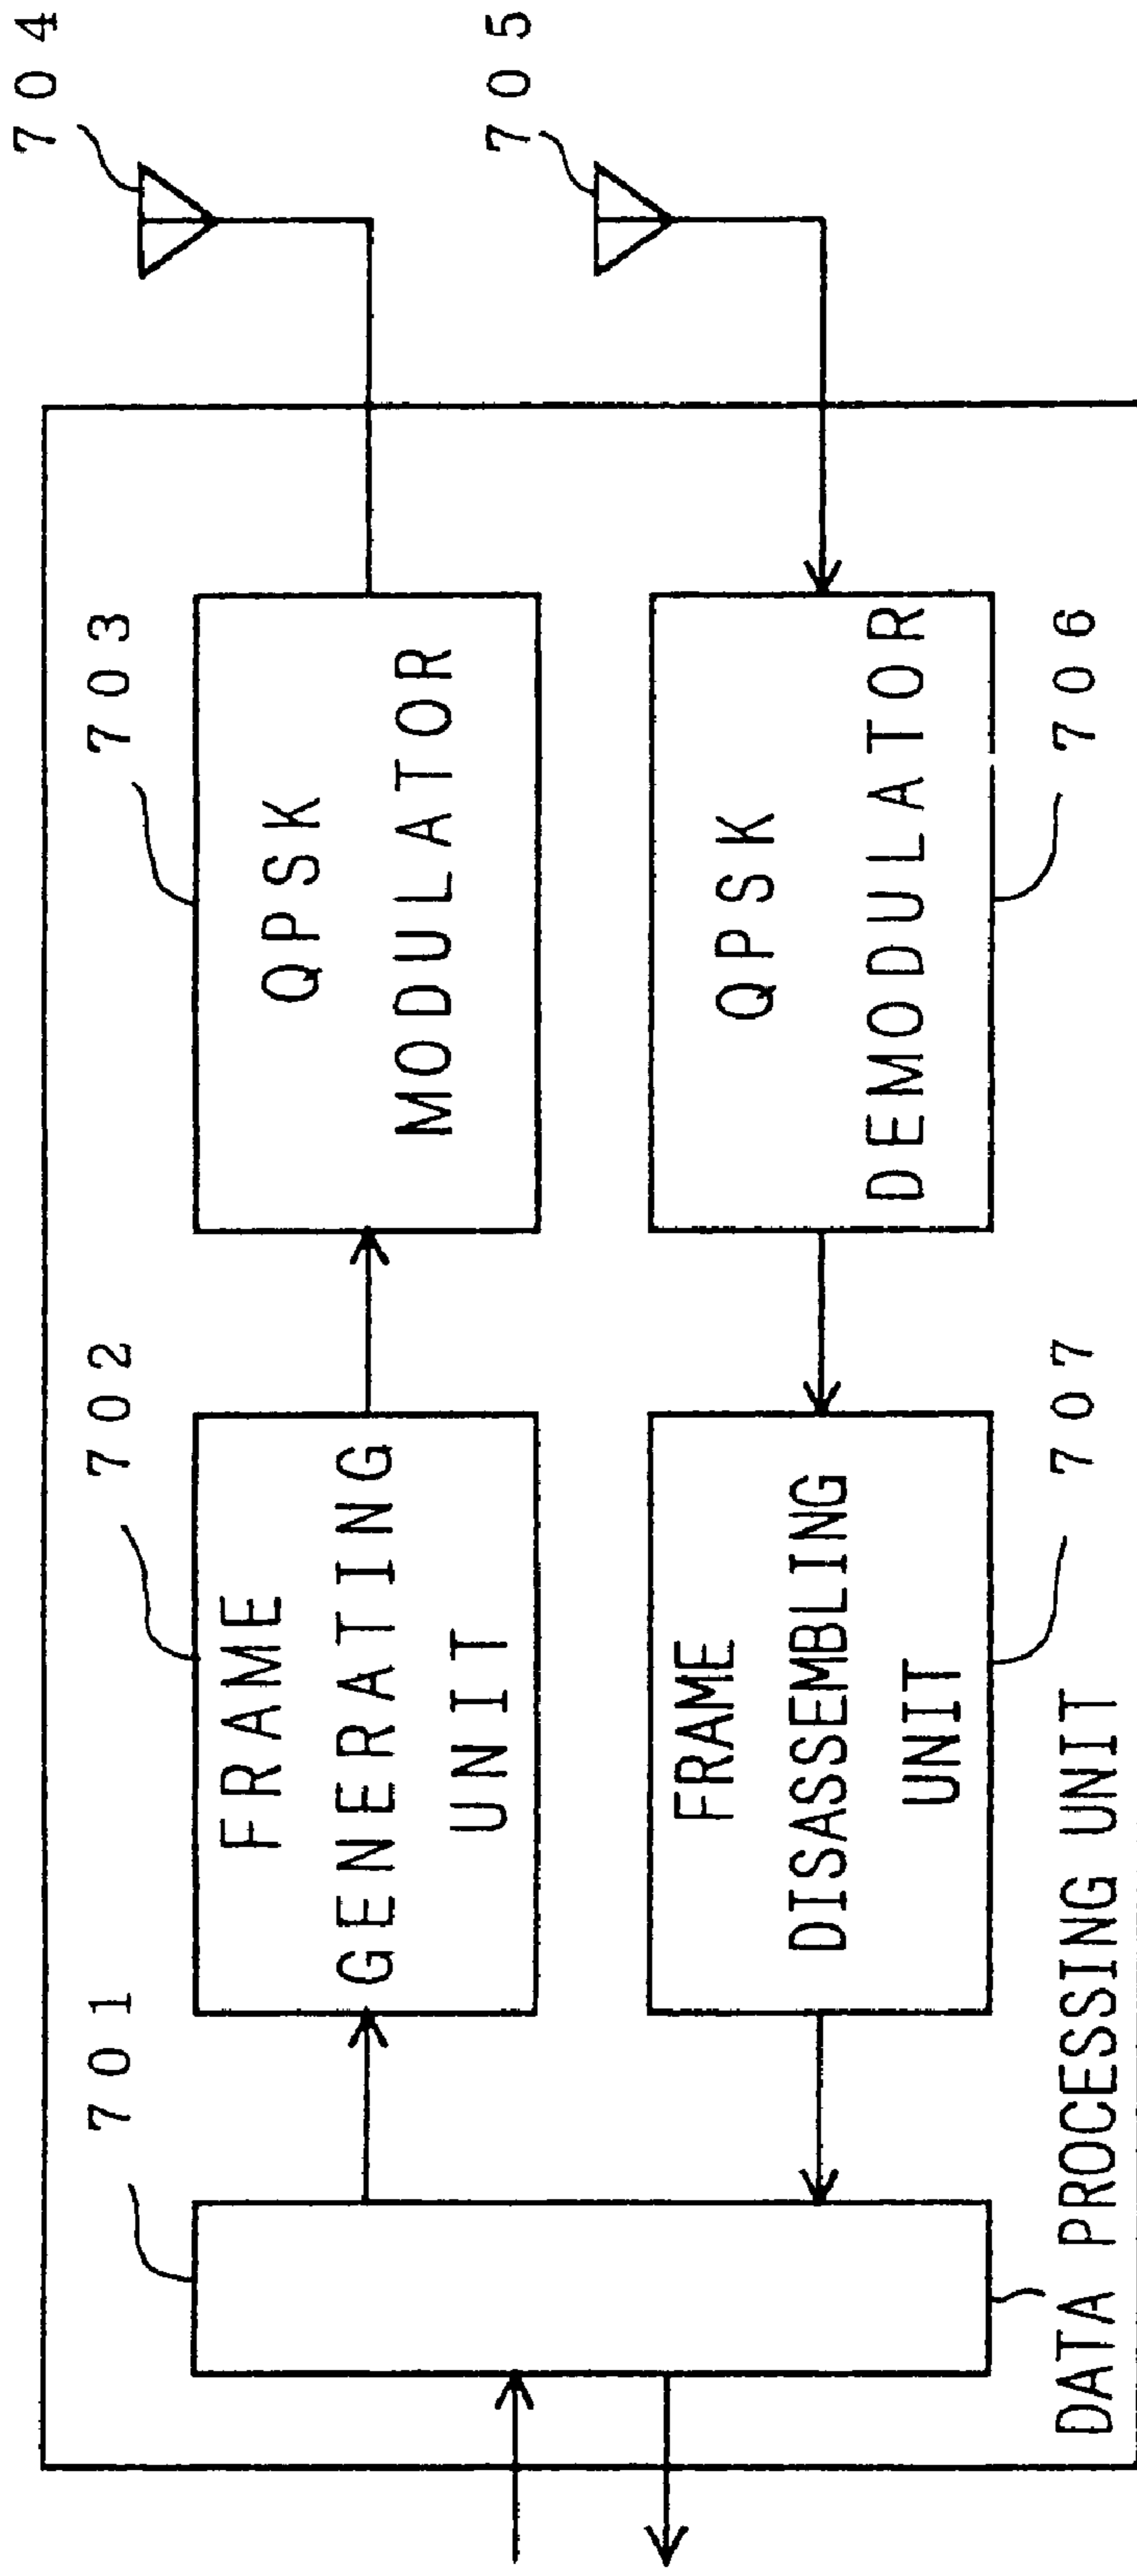 701
702
703
704
FRAME
GENERATING
UNIT
QPSK
MODULATOR
705
FRAME
DISASSEMBLING
UNIT
QPSK
DEMODULATOR
DATA PROCESSING UNIT
707
706